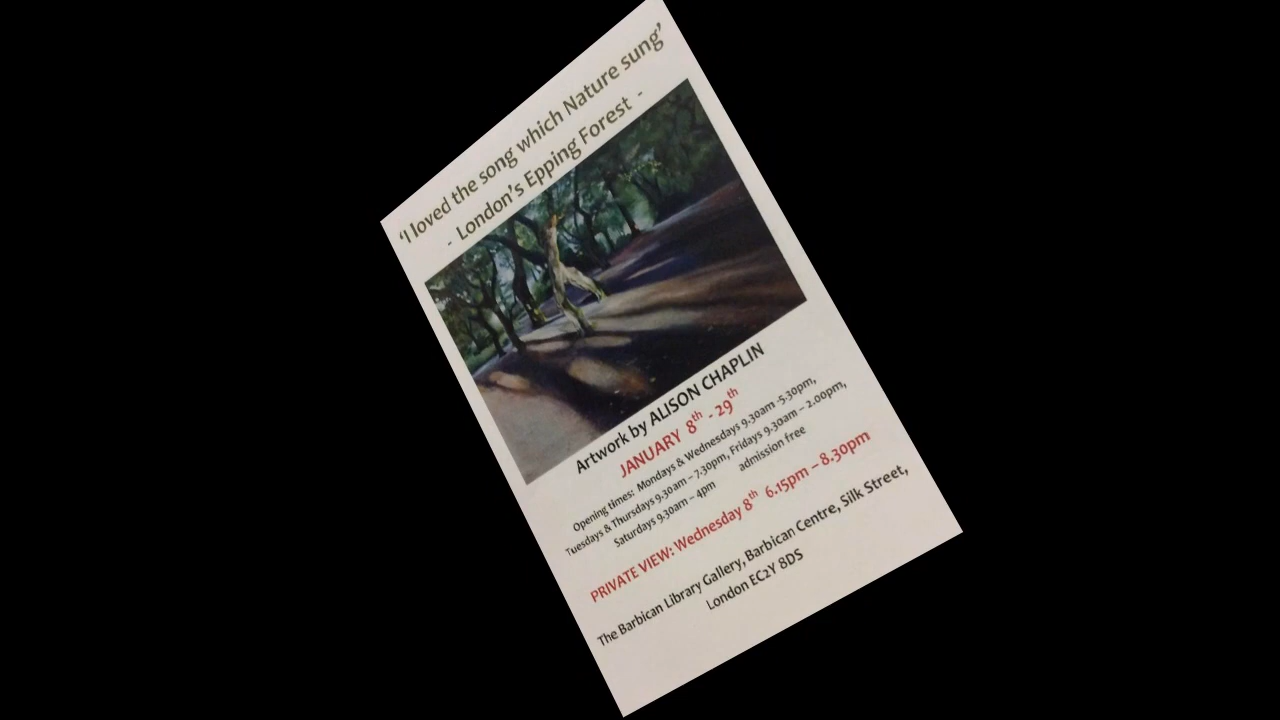 ‘I loved the song which Nature sung’
- London’s Epping Forest -
Artwork by ALISON CHAPLIN
JANUARY 8th - 29th
Opening times: Mondays & Wednesdays 9.30am -5.30pm,
Tuesdays & Thursdays 9.30am – 7.30pm, Fridays 9.30am – 2.00pm,
Saturdays 9.30am – 4pm admission free
PRIVATE VIEW: Wednesday 8th 6.15pm – 8.30pm
The Barbican Library Gallery, Barbican Centre, Silk Street,
London EC2Y 8DS